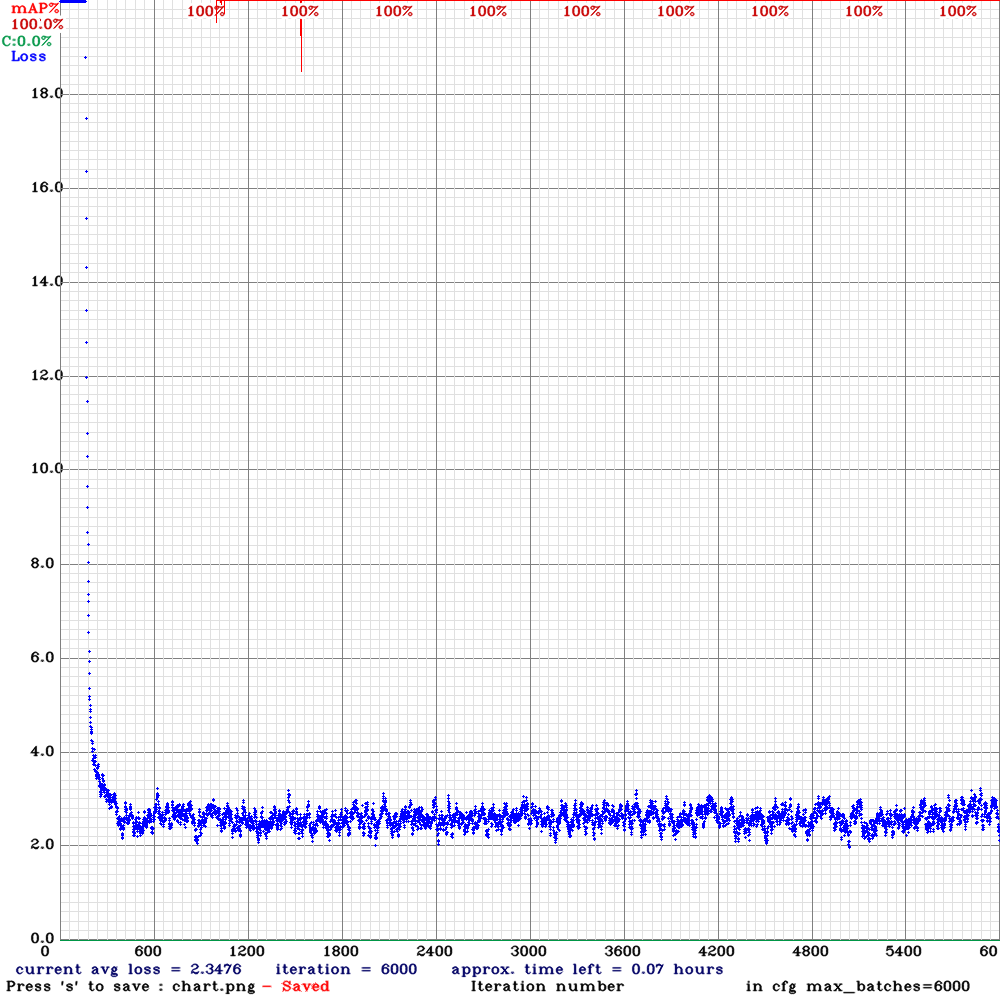 mAP% 100% 100% 100% 100% 100% 100% 100% 100% 100%
100.0%
C:0.0%
Loss
18.0
16.0
14.0
12.0
10.0
8.0
6.0
4.0
2.0
0.0
0 600 1200 1800 2400 3000 3600 4200 4800 5400 60
current avg loss = 2.3476 iteration = 6000 approx. time left = 0.07 hours
Press 's' to save : chart.png - Saved Iteration number in cfg max_batches=6000